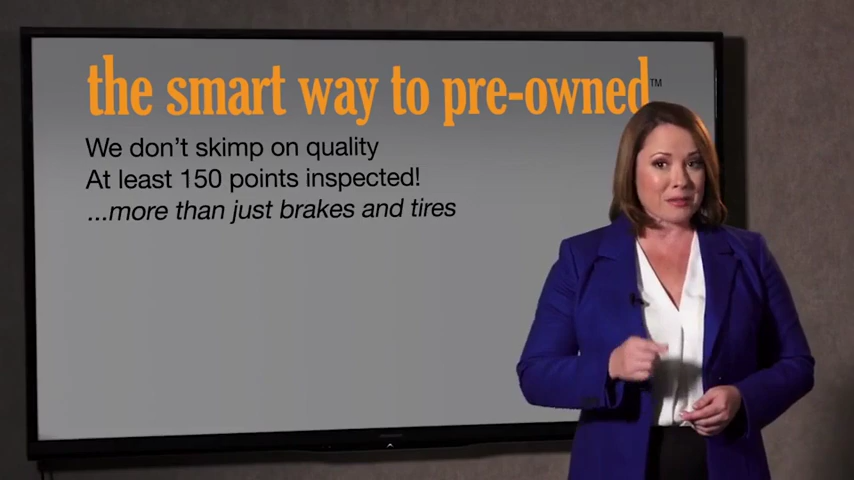 the smart way to pre-owned™
We don't skimp on quality
At least 150 points inspected!
...more than just brakes and tires